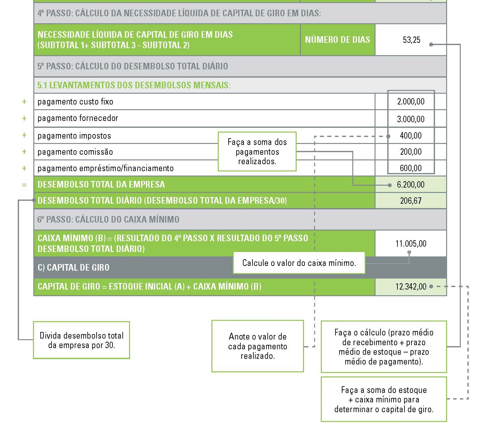 4º PASSO: CÁLCULO DA NECESSIDADE LÍQUIDA DE CAPITAL DE GIRO EM DIAS:
NECESSIDADE LÍQUIDA DE CAPITAL DE GIRO EM DIAS
(SUBTOTAL 1+ SUBTOTAL 3 - SUBTOTAL 2)
NÚMERO DE DIAS
53,25
5º PASSO: CÁLCULO DO DESEMBOLSO TOTAL DIÁRIO
5.1 LEVANTAMENTOS DOS DESEMBOLSOS MENSAIS:
+ pagamento custo fixo 2.000,00
+ pagamento fornecedor 3.000,00
+ pagamento impostos 400,00
+ pagamento comissão 200,00
+ pagamento empréstimo/financiamento 600,00
Faça a soma dos
pagamentos
realizados.
= DESEMBOLSO TOTAL DA EMPRESA 6.200,00
DESEMBOLSO TOTAL DIÁRIO (DESEMBOLSO TOTAL DA EMPRESA/30) 206,67
6º PASSO: CÁLCULO DO CAIXA MÍNIMO
CAIXA MÍNIMO (B) = (RESULTADO DO 4º PASSO X RESULTADO DO 5º PASSO
DESEMBOLSO TOTAL DIÁRIO)
11.005,00
Calcule o valor do caixa mínimo.
C) CAPITAL DE GIRO
CAPITAL DE GIRO = ESTOQUE INICIAL (A) + CAIXA MÍNIMO (B) 12.342,00
Divida desembolso total
da empresa por 30.
Anote o valor de
cada pagamento
realizado.
Faça o cálculo (prazo médio
de recebimento + prazo
médio de estoque – prazo
médio de pagamento).
Faça a soma do estoque
+ caixa mínimo para
determinar o capital de giro.